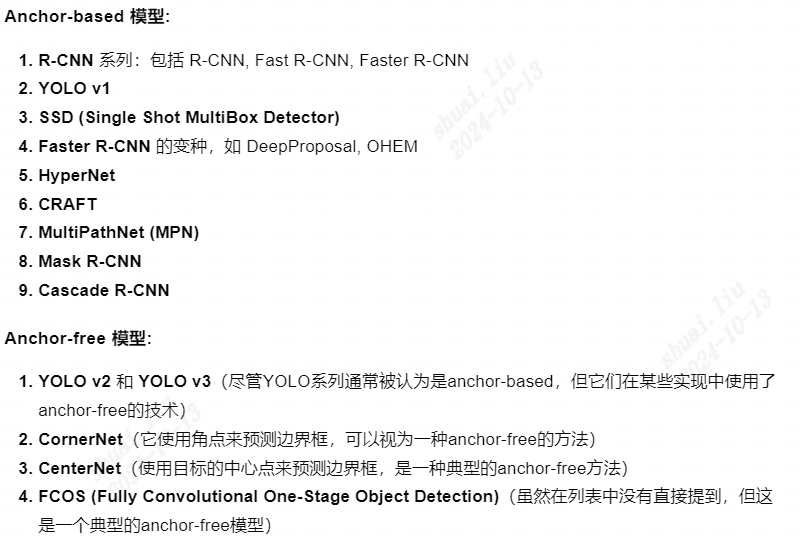 Anchor-based 模型:
1. R-CNN 系列：包括 R-CNN, Fast R-CNN, Faster R-CNN
2. YOLO v1
3. SSD (Single Shot MultiBox Detector)
4. Faster R-CNN 的变种，如 DeepProposal, OHEM
5. HyperNet
6. CRAFT
7. MultiPathNet (MPN)
8. Mask R-CNN
9. Cascade R-CNN
Anchor-free 模型:
1. YOLO v2 和 YOLO v3（尽管YOLO系列通常被认为是anchor-based，但它们在某些实现中使用了
anchor-free的技术）
2. CornerNet（它使用角点来预测边界框，可以视为一种anchor-free的方法）
3. CenterNet（使用目标的中心点来预测边界框，是一种典型的anchor-free方法）
4. FCOS (Fully Convolutional One-Stage Object Detection)（虽然在列表中没有直接提到，但这
是一个典型的anchor-free模型）
shuai.liu
2024-10-13
shuai.liu
2024-10-13